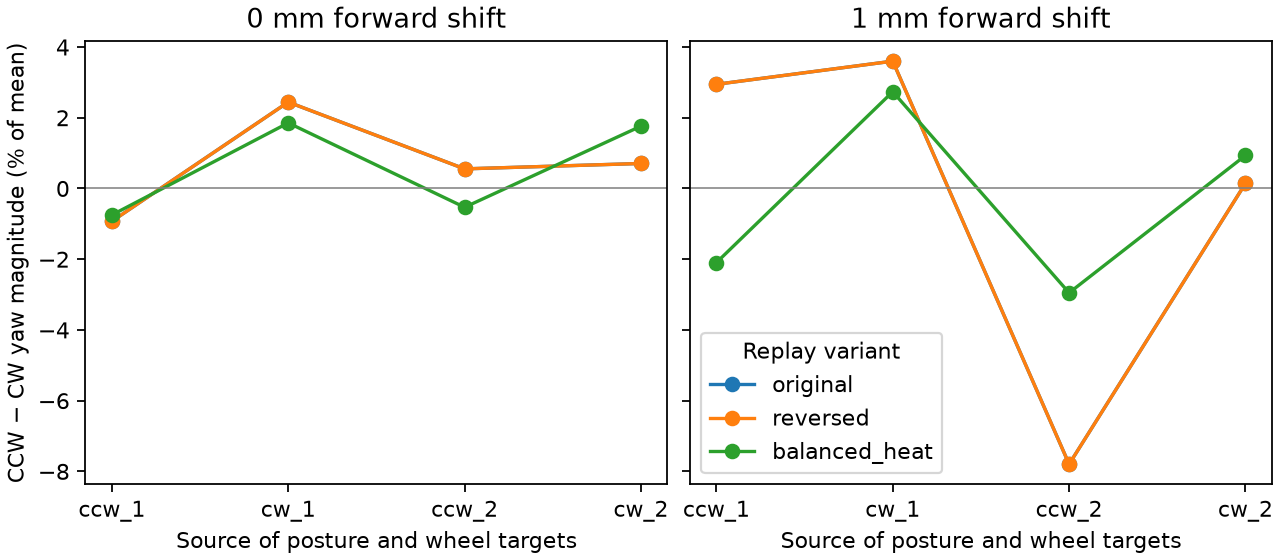 0 mm forward shift
1 mm forward shift
CCW − CW yaw magnitude (% of mean)
4
2
0
−2
−4
−6
−8
ccw_1
cw_1
ccw_2
cw_2
ccw_1
cw_1
ccw_2
cw_2
Source of posture and wheel targets
Source of posture and wheel targets
Replay variant
original
reversed
balanced_heat